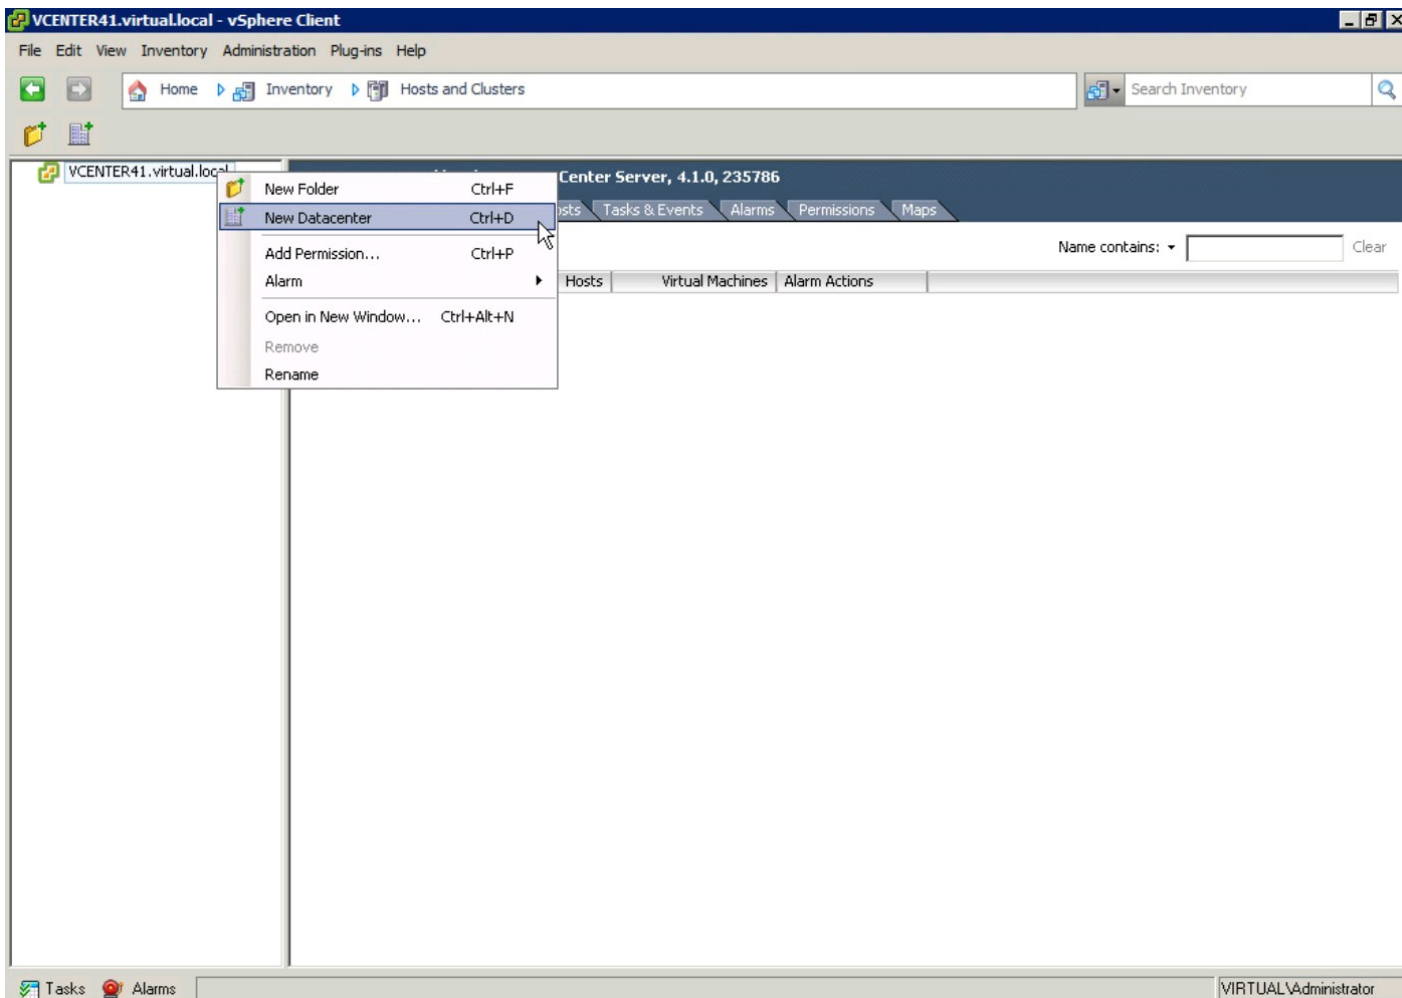 VCENTER41.virtual.local - vSphere Client
File Edit View Inventory Administration Plug-ins Help
Home Inventory Hosts and Clusters Search Inventory
VCENTER41.virtual.local
Center Server, 4.1.0, 235786
Tasks & Events Alarms Permissions Maps
New Folder Ctrl+F
New Datacenter Ctrl+D
Add Permission... Ctrl+P
Alarm
Open in New Window... Ctrl+Alt+N
Remove
Rename
Name contains: Clear
Hosts Virtual Machines Alarm Actions
Tasks Alarms VIRTUAL\Administrator